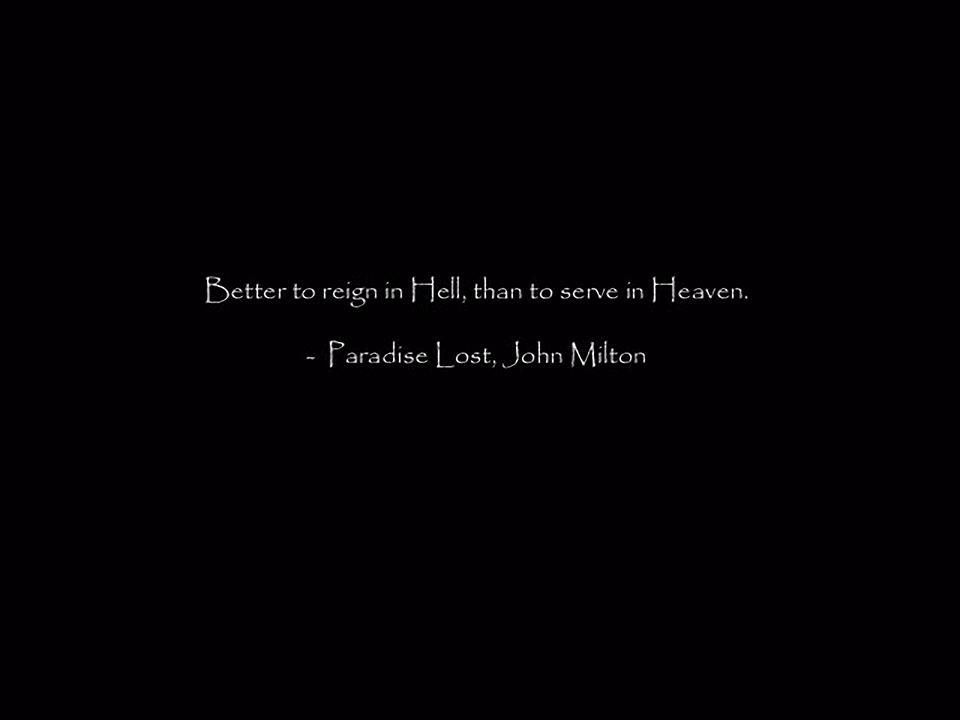 Better to reign in Hell, than to serve in Heaven.
- Paradise Lost, John Milton